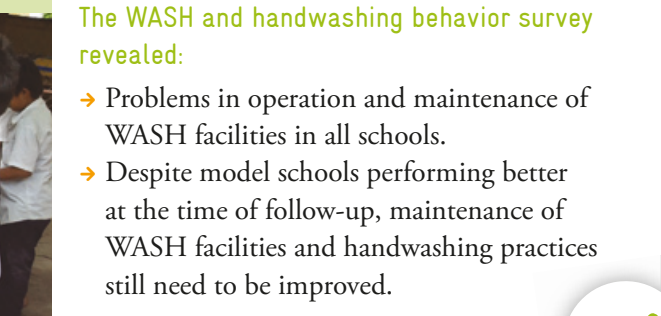 The WASH and handwashing behavior survey
revealed:
→ Problems in operation and maintenance of
WASH facilities in all schools.
→ Despite model schools performing better
at the time of follow-up, maintenance of
WASH facilities and handwashing practices
still need to be improved.